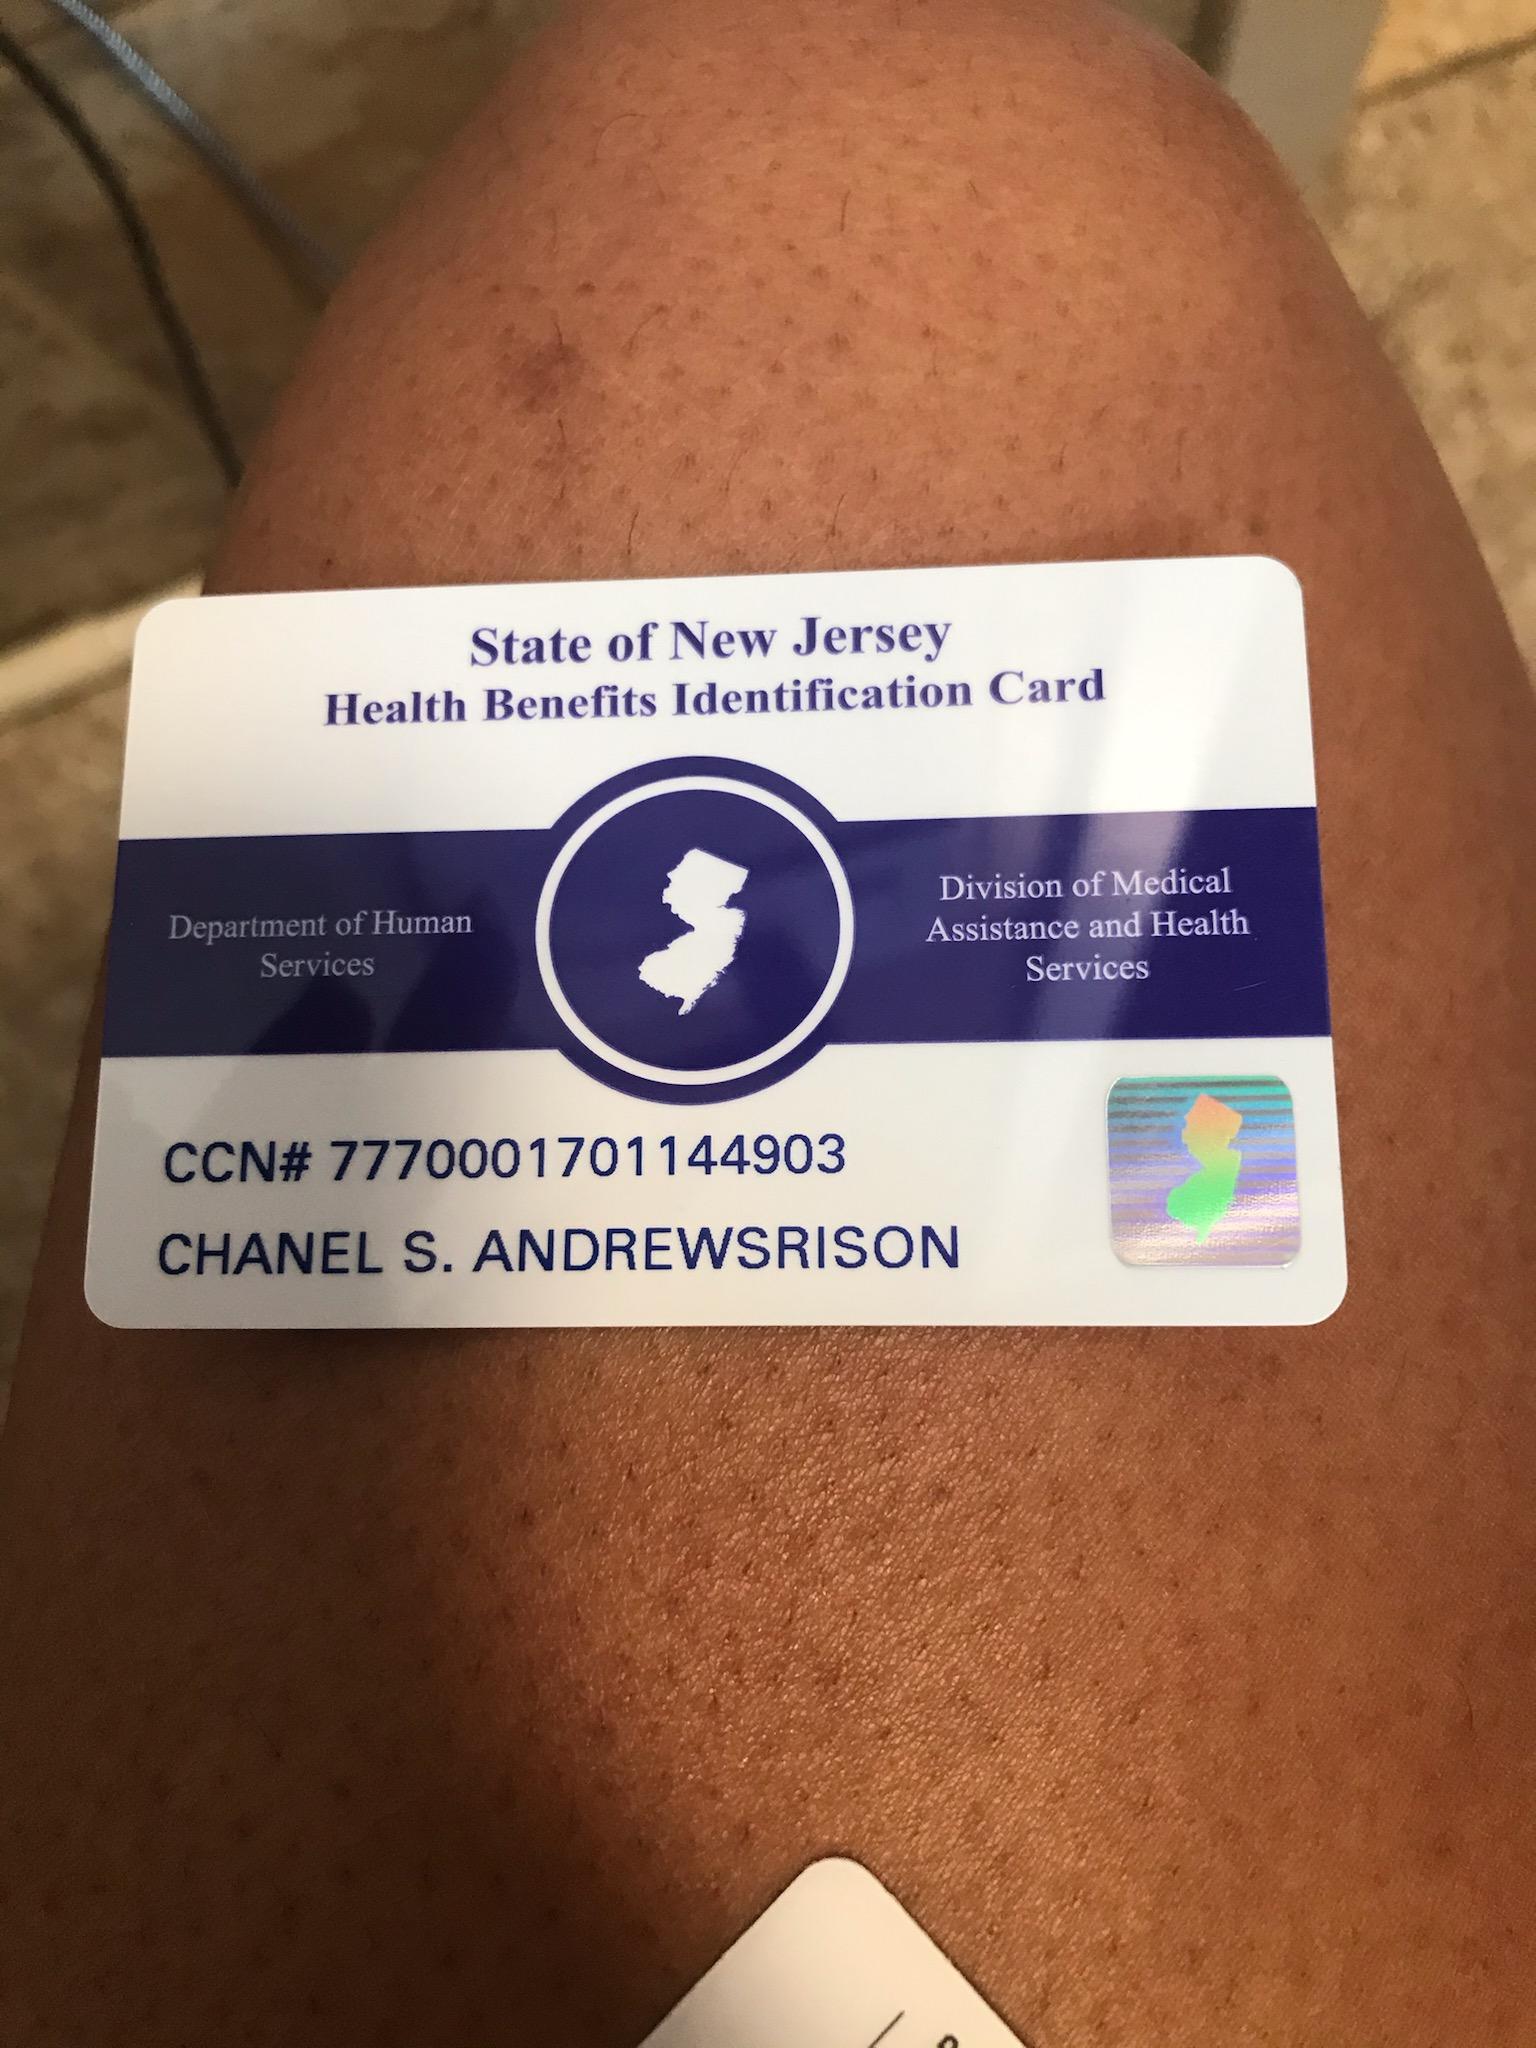 State of New Jersey
Health Benefits Identification Card
Department of Human
Services
Division of Medical
Assistance and Health
Services
CCN# 7770001701144903
CHANEL S. ANDREWSRISON